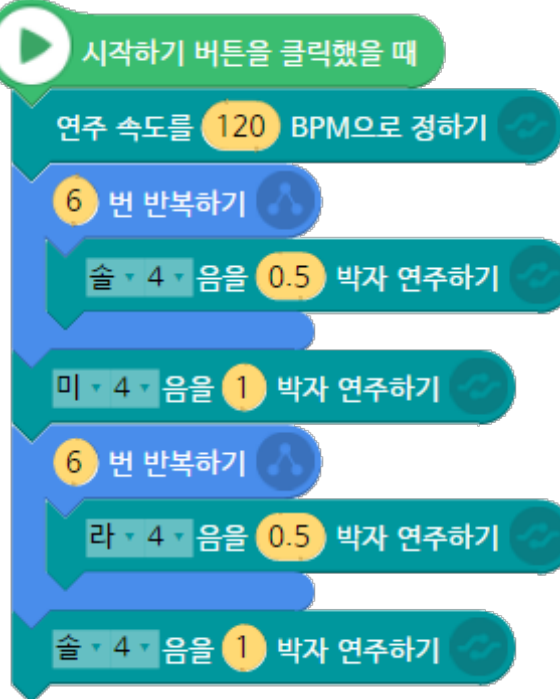 시작하기 버튼을 클릭했을 때
연주 속도를 120 BPM으로 정하기
6 번 반복하기
솔 4 음을 0.5 박자 연주하기
미 4 음을 1 박자 연주하기
6 번 반복하기
라 4 음을 0.5 박자 연주하기
솔 4 음을 1 박자 연주하기